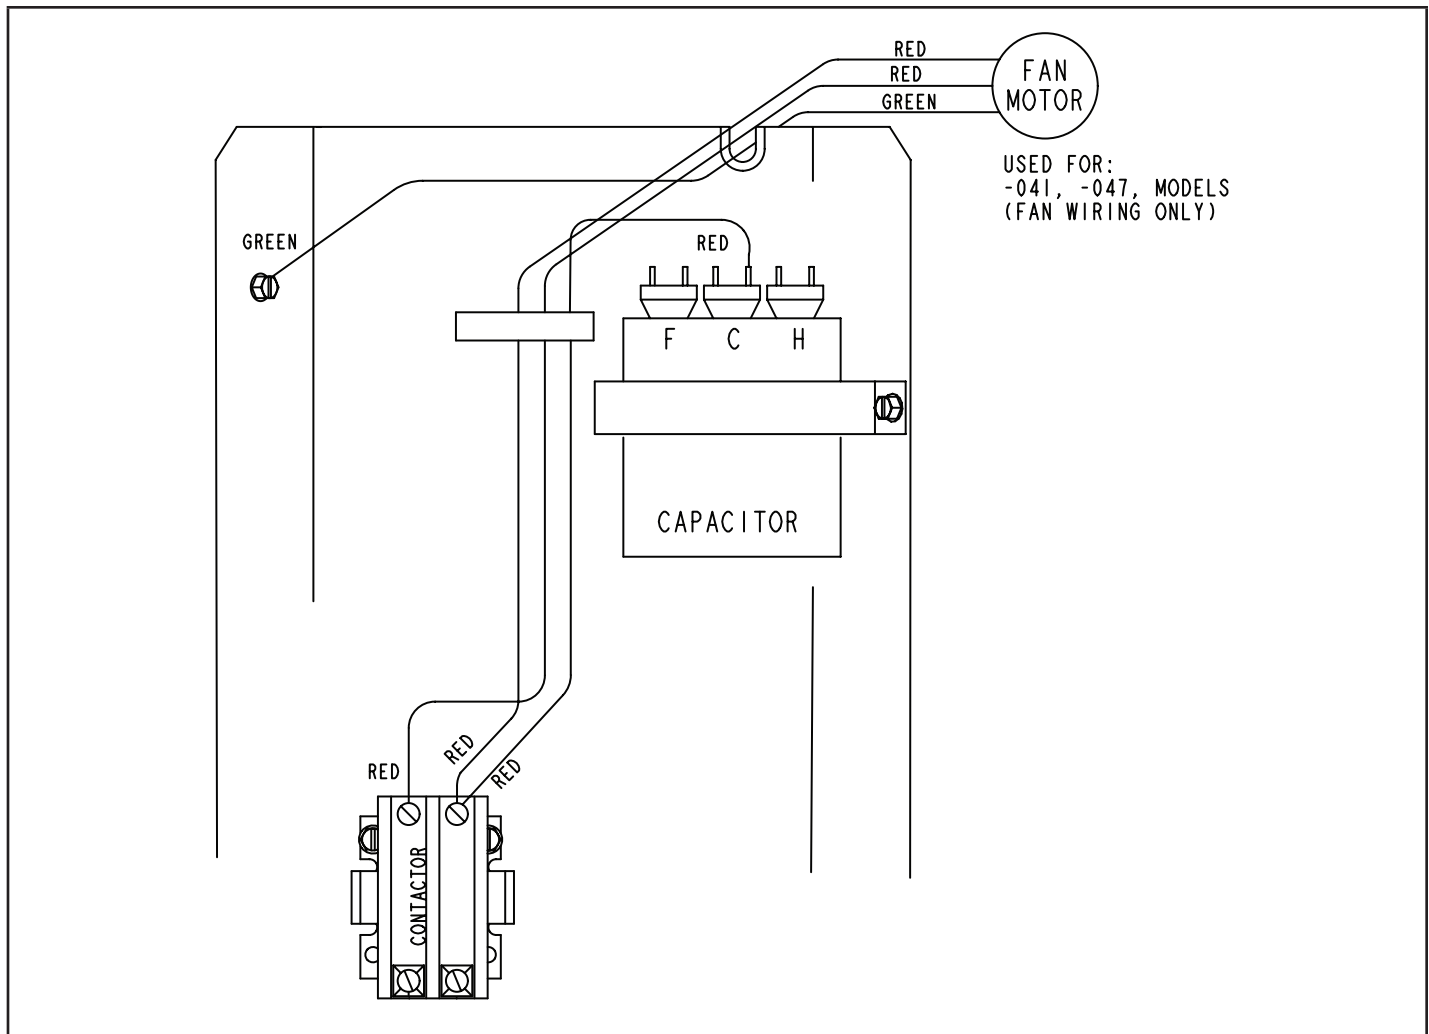 RED
RED
GREEN
FAN
MOTOR
USED FOR:
-041, -047, MODELS
(FAN WIRING ONLY)
GREEN
RED
F C H
CAPACITOR
RED
RED
RED
CONTACTOR